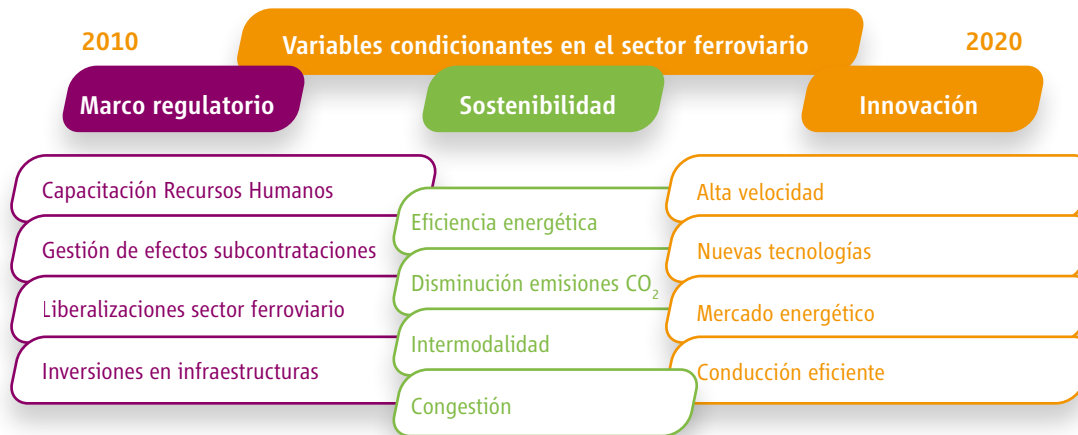 2010
Variables condicionantes en el sector ferroviario
2020
Marco regulatorio
Capacitación Recursos Humanos
Gestión de efectos subcontrataciones
Liberalizaciones sector ferroviario
Inversiones en infraestructuras
Sostenibilidad
Eficiencia energética
Disminución emisiones CO₂
Intermodalidad
Congestión
Innovación
Alta velocidad
Nuevas tecnologías
Mercado energético
Conducción eficiente